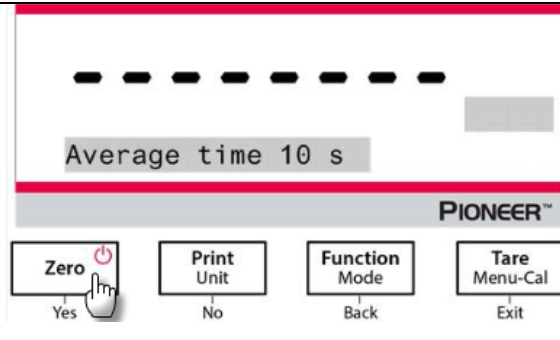 --------
Average time 10 s
PIONEER™
Zero Print Function Tare
Unit Mode Menu-Cal
Yes No Back Exit